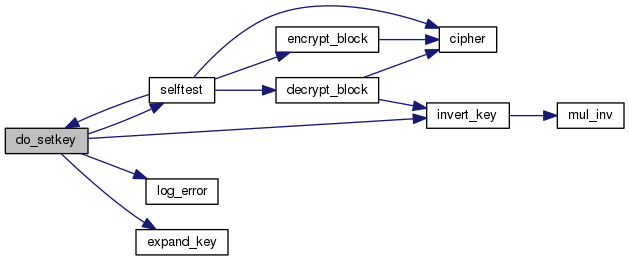 encrypt_block
cipher
selftest
decrypt_block
invert_key
mul_inv
do_setkey
log_error
expand_key